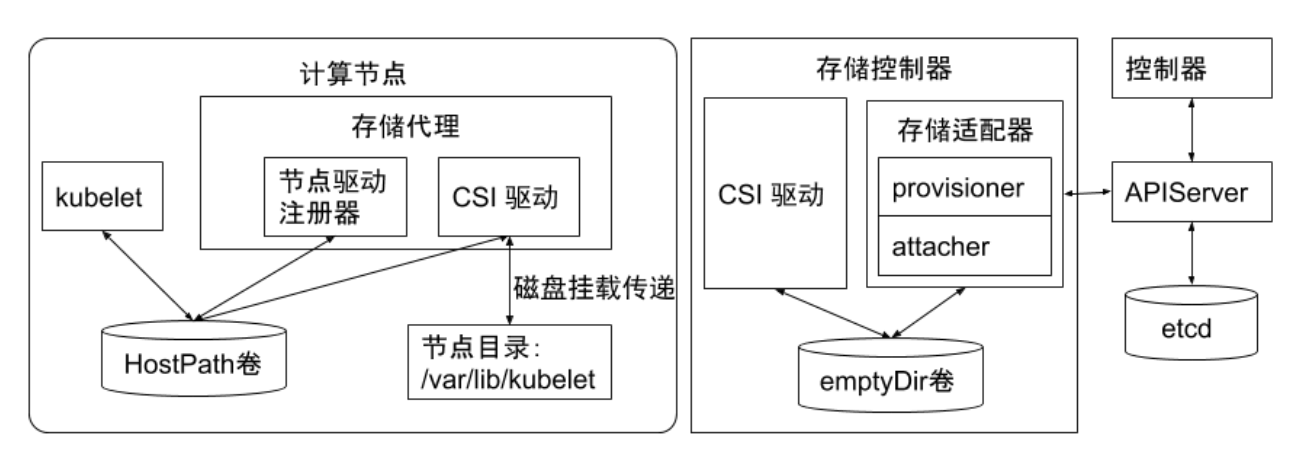 计算节点
存储代理
kubelet
节点驱动
注册器
CSI 驱动
磁盘挂载传递
HostPath卷
节点目录：
/var/lib/kubelet
存储控制器
CSI 驱动
存储适配器
provisioner
attacher
emptyDir卷
控制器
APIServer
etcd